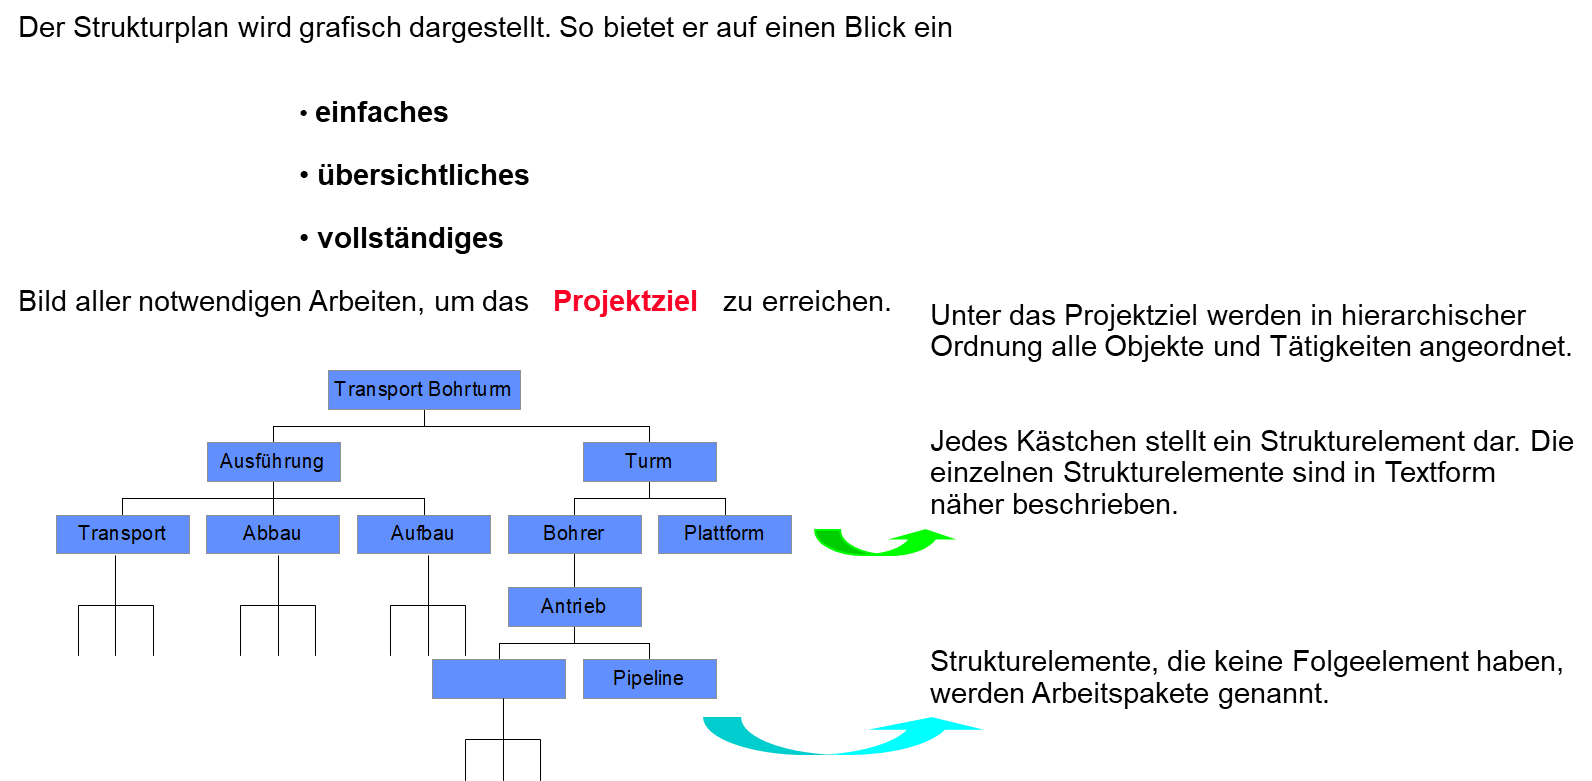 Der Strukturplan wird grafisch dargestellt. So bietet er auf einen Blick ein
• einfaches
• übersichtliches
• vollständiges
Bild aller notwendigen Arbeiten, um das Projektziel zu erreichen.
Unter das Projektziel werden in hierarchischer
Ordnung alle Objekte und Tätigkeiten angeordnet.
Transport Bohrturm
Ausführung
Turm
Jedes Kästchen stellt ein Strukturelement dar. Die
einzelnen Strukturelemente sind in Textform
näher beschrieben.
Transport
Abbau
Aufbau
Bohrer
Plattform
Antrieb
Pipeline
Strukturelemente, die keine Folgeelement haben,
werden Arbeitspakete genannt.